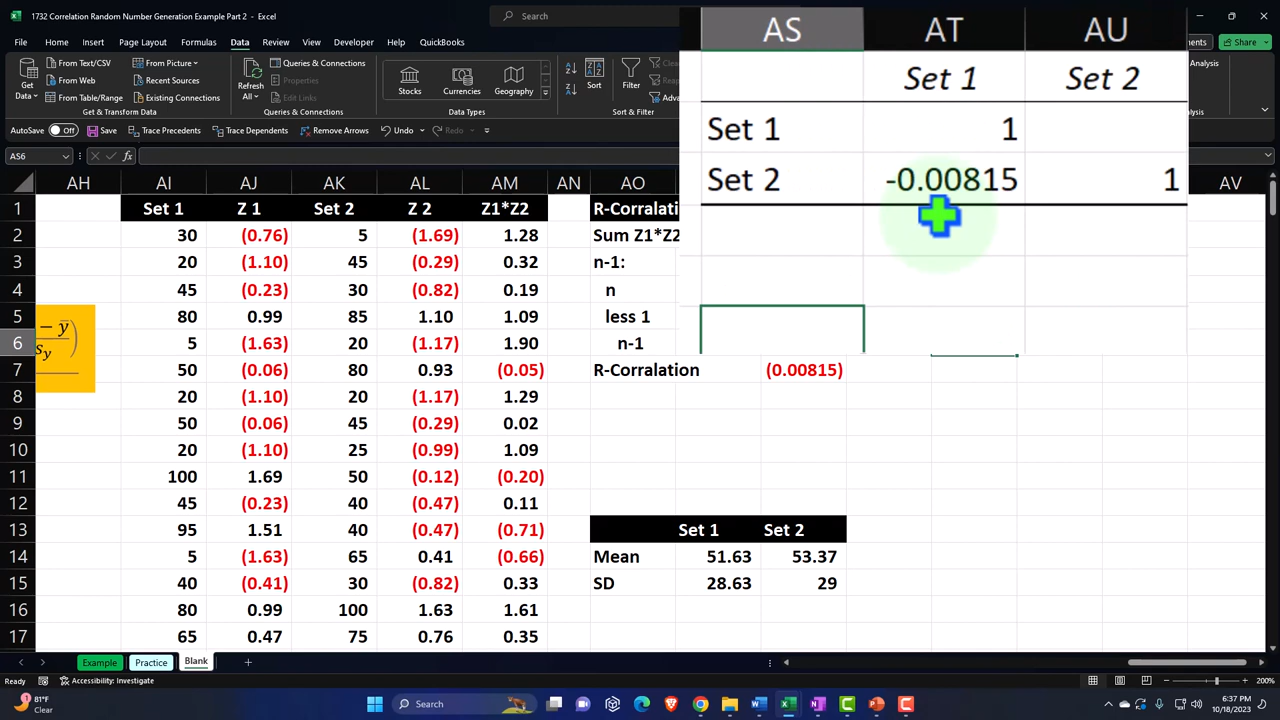 1732 Correlation Random Number Generation Example Part 2 - Excel
Search
File Home Insert Page Layout Formulas Data Review View Developer Help QuickBooks
Share
Get Data
From Text/CSV
From Web
From Table/Range
From Picture
Recent Sources
Existing Connections
Get & Transform Data
Refresh All
Queries & Connections
Properties
Edit Links
Queries & Connections
Stocks
Currencies
Geography
Data Types
Sort
Filter
Clear
Analysis
AutoSave Off Save Trace Precedents Trace Dependents Remove Arrows Undo Redo
AS6
fx
AS AT AU
Set 1 Set 2
Set 1 1
Set 2 -0.00815 1
AH AI AJ AK AL AM AN AO AV
1 Set 1 Z 1 Set 2 Z 2 Z1*Z2 R-Corralatio
2 30 (0.76) 5 (1.69) 1.28 Sum Z1*Z2
3 20 (1.10) 45 (0.29) 0.32 n-1:
4 45 (0.23) 30 (0.82) 0.19 n
5 80 0.99 85 1.10 1.09 less 1
6 5 (1.63) 20 (1.17) 1.90 n-1
7 50 (0.06) 80 0.93 (0.05) R-Corralation (0.00815)
8 20 (1.10) 20 (1.17) 1.29
9 50 (0.06) 45 (0.29) 0.02
10 20 (1.10) 25 (0.99) 1.09
11 100 1.69 50 (0.12) (0.20)
12 45 (0.23) 40 (0.47) 0.11
13 95 1.51 40 (0.47) (0.71) Set 1 Set 2
14 5 (1.63) 65 0.41 (0.66) Mean 51.63 53.37
15 40 (0.41) 30 (0.82) 0.33 SD 28.63 29
16 80 0.99 100 1.63 1.61
17 65 0.47 75 0.76 0.35
Example Practice Blank
Ready Accessibility: Investigate 200%
81°F
Clear
Search
6:37 PM
10/18/2023